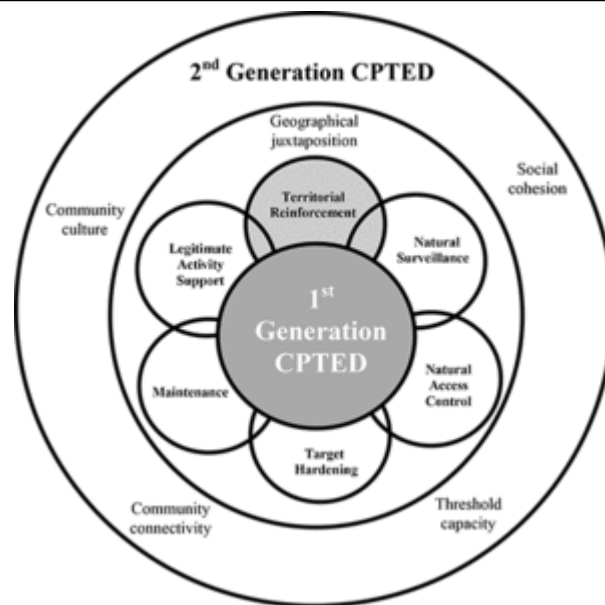 2nd Generation CPTED
Geographical
juxtaposition
Social
cohesion
Community
culture
Territorial
Reinforcement
Legitimate
Activity
Support
Natural
Surveillance
1st
Generation
CPTED
Maintenance
Natural
Access
Control
Target
Hardening
Community
connectivity
Threshold
capacity